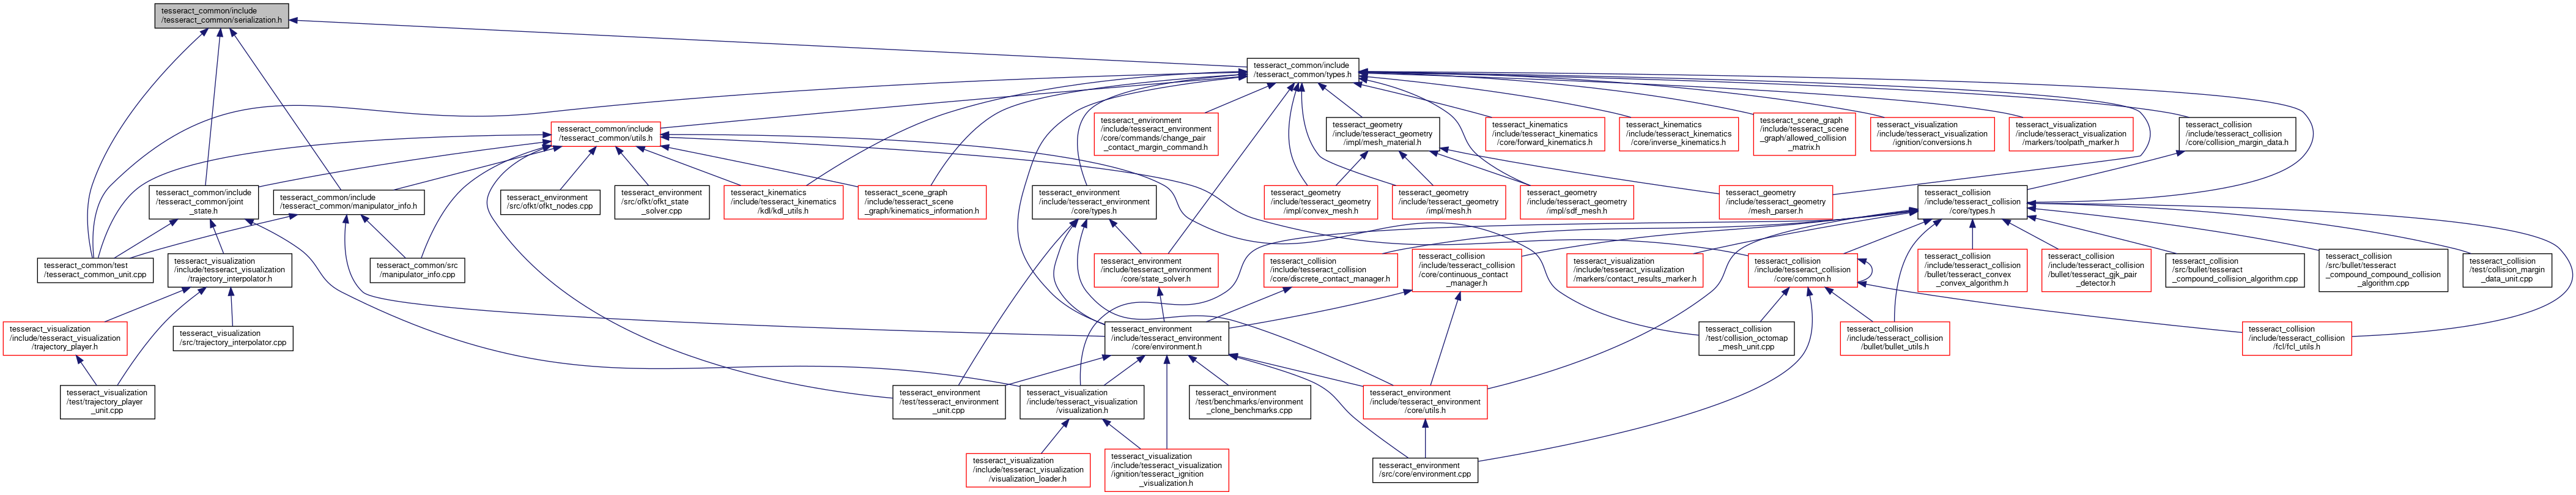 tesseract_common/include
/tesseract_common/serialization.h
tesseract_common/include
/tesseract_common/types.h
tesseract_common/include
/tesseract_common/utils.h
tesseract_environment
/include/tesseract_environment
/core/commands/change_pair
_contact_margin_command.h
tesseract_geometry
/include/tesseract_geometry
/impl/mesh_material.h
tesseract_kinematics
/include/tesseract_kinematics
/core/forward_kinematics.h
tesseract_kinematics
/include/tesseract_kinematics
/core/inverse_kinematics.h
tesseract_scene_graph
/include/tesseract_scene
_graph/allowed_collision
_matrix.h
tesseract_visualization
/include/tesseract_visualization
/ignition/conversions.h
tesseract_visualization
/include/tesseract_visualization
/markers/toolpath_marker.h
tesseract_collision
/include/tesseract_collision
/core/collision_margin_data.h
tesseract_common/include
/tesseract_common/joint
_state.h
tesseract_common/include
/tesseract_common/manipulator_info.h
tesseract_environment
/src/ofkt/ofkt_nodes.cpp
tesseract_environment
/src/ofkt/ofkt_state
_solver.cpp
tesseract_kinematics
/include/tesseract_kinematics
/kdl/kdl_utils.h
tesseract_scene_graph
/include/tesseract_scene
_graph/kinematics_information.h
tesseract_environment
/include/tesseract_environment
/core/types.h
tesseract_geometry
/include/tesseract_geometry
/impl/convex_mesh.h
tesseract_geometry
/include/tesseract_geometry
/impl/mesh.h
tesseract_geometry
/include/tesseract_geometry
/impl/sdf_mesh.h
tesseract_geometry
/include/tesseract_geometry
/mesh_parser.h
tesseract_collision
/include/tesseract_collision
/core/types.h
tesseract_common/test
/tesseract_common_unit.cpp
tesseract_visualization
/include/tesseract_visualization
/trajectory_interpolator.h
tesseract_common/src
/manipulator_info.cpp
tesseract_environment
/include/tesseract_environment
/core/state_solver.h
tesseract_collision
/include/tesseract_collision
/core/discrete_contact_manager.h
tesseract_collision
/include/tesseract_collision
/core/continuous_contact
_manager.h
tesseract_visualization
/include/tesseract_visualization
/markers/contact_results_marker.h
tesseract_collision
/include/tesseract_collision
/core/common.h
tesseract_collision
/include/tesseract_collision
/bullet/tesseract_convex
_convex_algorithm.h
tesseract_collision
/include/tesseract_collision
/bullet/tesseract_gjk_pair
_detector.h
tesseract_collision
/src/bullet/tesseract
_compound_collision_algorithm.cpp
tesseract_collision
/src/bullet/tesseract
_compound_compound_collision
_algorithm.cpp
tesseract_collision
/test/collision_margin
_data_unit.cpp
tesseract_visualization
/include/tesseract_visualization
/trajectory_player.h
tesseract_visualization
/src/trajectory_interpolator.cpp
tesseract_environment
/include/tesseract_environment
/core/environment.h
tesseract_collision
/test/collision_octomap
_mesh_unit.cpp
tesseract_collision
/include/tesseract_collision
/bullet/bullet_utils.h
tesseract_collision
/include/tesseract_collision
/fcl/fcl_utils.h
tesseract_visualization
/test/trajectory_player
_unit.cpp
tesseract_environment
/test/tesseract_environment
_unit.cpp
tesseract_visualization
/include/tesseract_visualization
/visualization.h
tesseract_environment
/test/benchmarks/environment
_clone_benchmarks.cpp
tesseract_environment
/include/tesseract_environment
/core/utils.h
tesseract_visualization
/include/tesseract_visualization
/visualization_loader.h
tesseract_visualization
/include/tesseract_visualization
/ignition/tesseract_ignition
_visualization.h
tesseract_environment
/src/core/environment.cpp